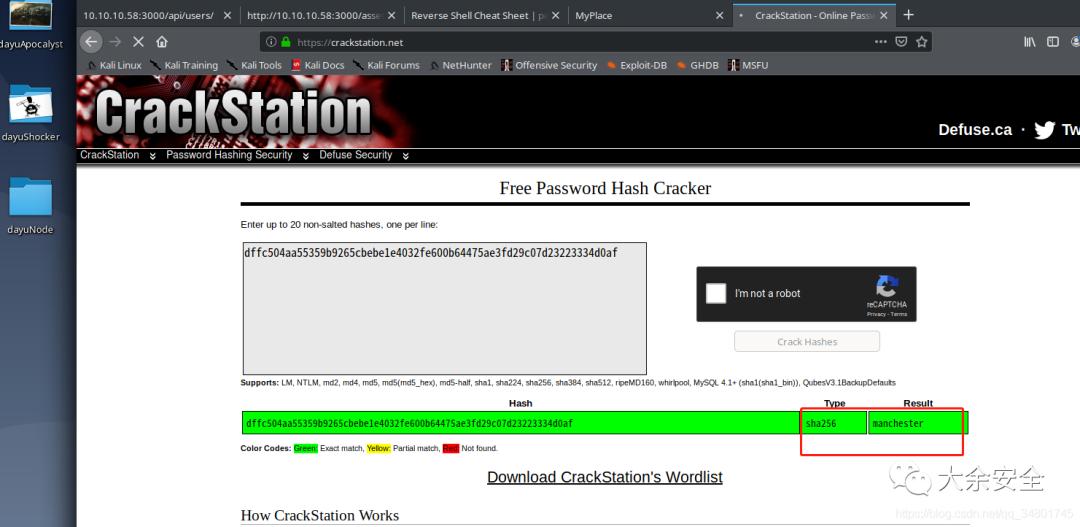 dayuApocalyst
dayuShocker
dayuNode
10.10.10.58:3000/api/users/
http://10.10.10.58:3000/asse
Reverse Shell Cheat Sheet | pe
MyPlace
CrackStation - Online Passw
https://crackstation.net
Kali Linux Kali Training Kali Tools Kali Docs Kali Forums NetHunter Offensive Security Exploit-DB GHDB MSFU
CrackStation
Defuse.ca · Tw
CrackStation Password Hashing Security Defuse Security
Free Password Hash Cracker
Enter up to 20 non-salted hashes, one per line:
dffc504aa55359b9265cbebe1e4032fe600b64475ae3fd29c07d23223334d0af
I'm not a robot
reCAPTCHA
Privacy - Terms
Crack Hashes
Supports: LM, NTLM, md2, md4, md5, md5(md5_hex), md5-half, sha1, sha224, sha256, sha384, sha512, ripeMD160, whirlpool, MySQL 4.1+ (sha1(sha1_bin)), QubesV3.1BackupDefaults
Hash Type Result
dffc504aa55359b9265cbebe1e4032fe600b64475ae3fd29c07d23223334d0af sha256 manchester
Color Codes: Green: Exact match, Yellow: Partial match, Red: Not found.
Download CrackStation's Wordlist
How CrackStation Works
大余安全
https://blog.csdn.net/qq_34801745